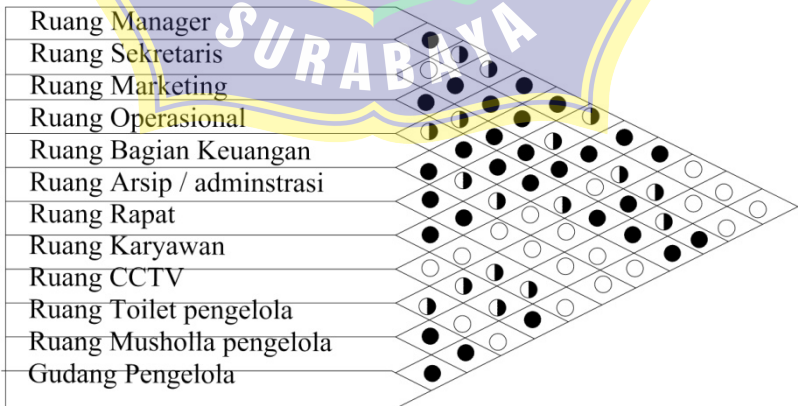 SURABAYA
Ruang Manager
Ruang Sekretaris
Ruang Marketing
Ruang Operasional
Ruang Bagian Keuangan
Ruang Arsip / adminstrasi
Ruang Rapat
Ruang Karyawan
Ruang CCTV
Ruang Toilet pengelola
Ruang Musholla pengelola
Gudang Pengelola